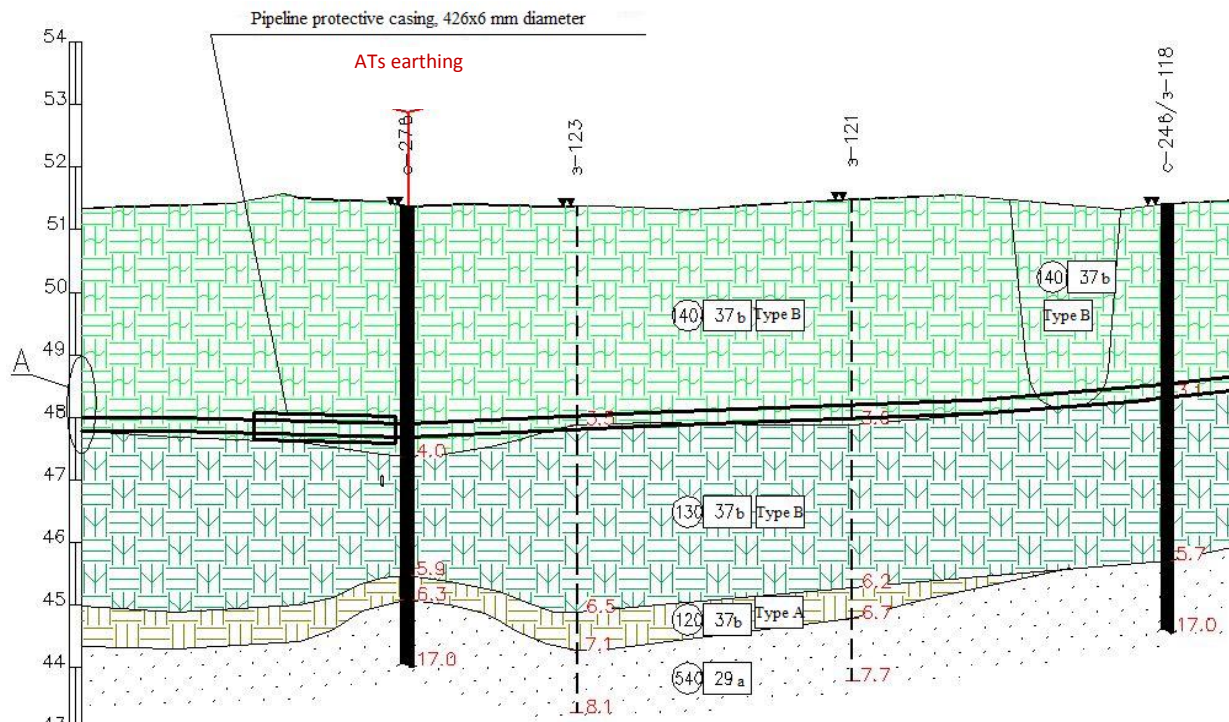 Pipeline protective casing, 426x6 mm diameter
ATs earthing
54
53
52
51
50
49
48
47
46
45
44
A
с-276
з-123
з-121
с-246/з-118
140 37b
Type B
140 37b Type B
3.5
3.6
3.1
4.0
130 37b Type B
5.9
6.3
6.5
7.1
6.2
6.7
5.7
120 37b Type A
17.0
17.0
540 29a
7.7
8.1